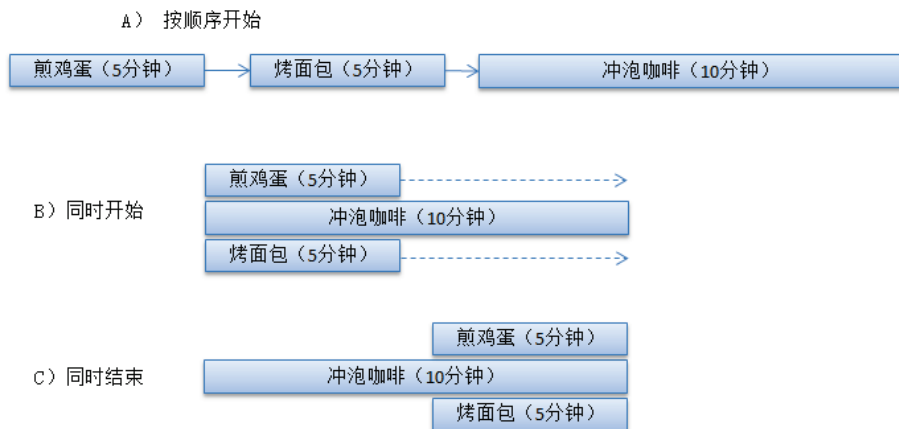 A） 按顺序开始
煎鸡蛋（5分钟） 烤面包（5分钟） 冲泡咖啡（10分钟）
煎鸡蛋（5分钟）
B）同时开始 冲泡咖啡（10分钟）
烤面包（5分钟）
煎鸡蛋（5分钟）
C）同时结束 冲泡咖啡（10分钟）
烤面包（5分钟）